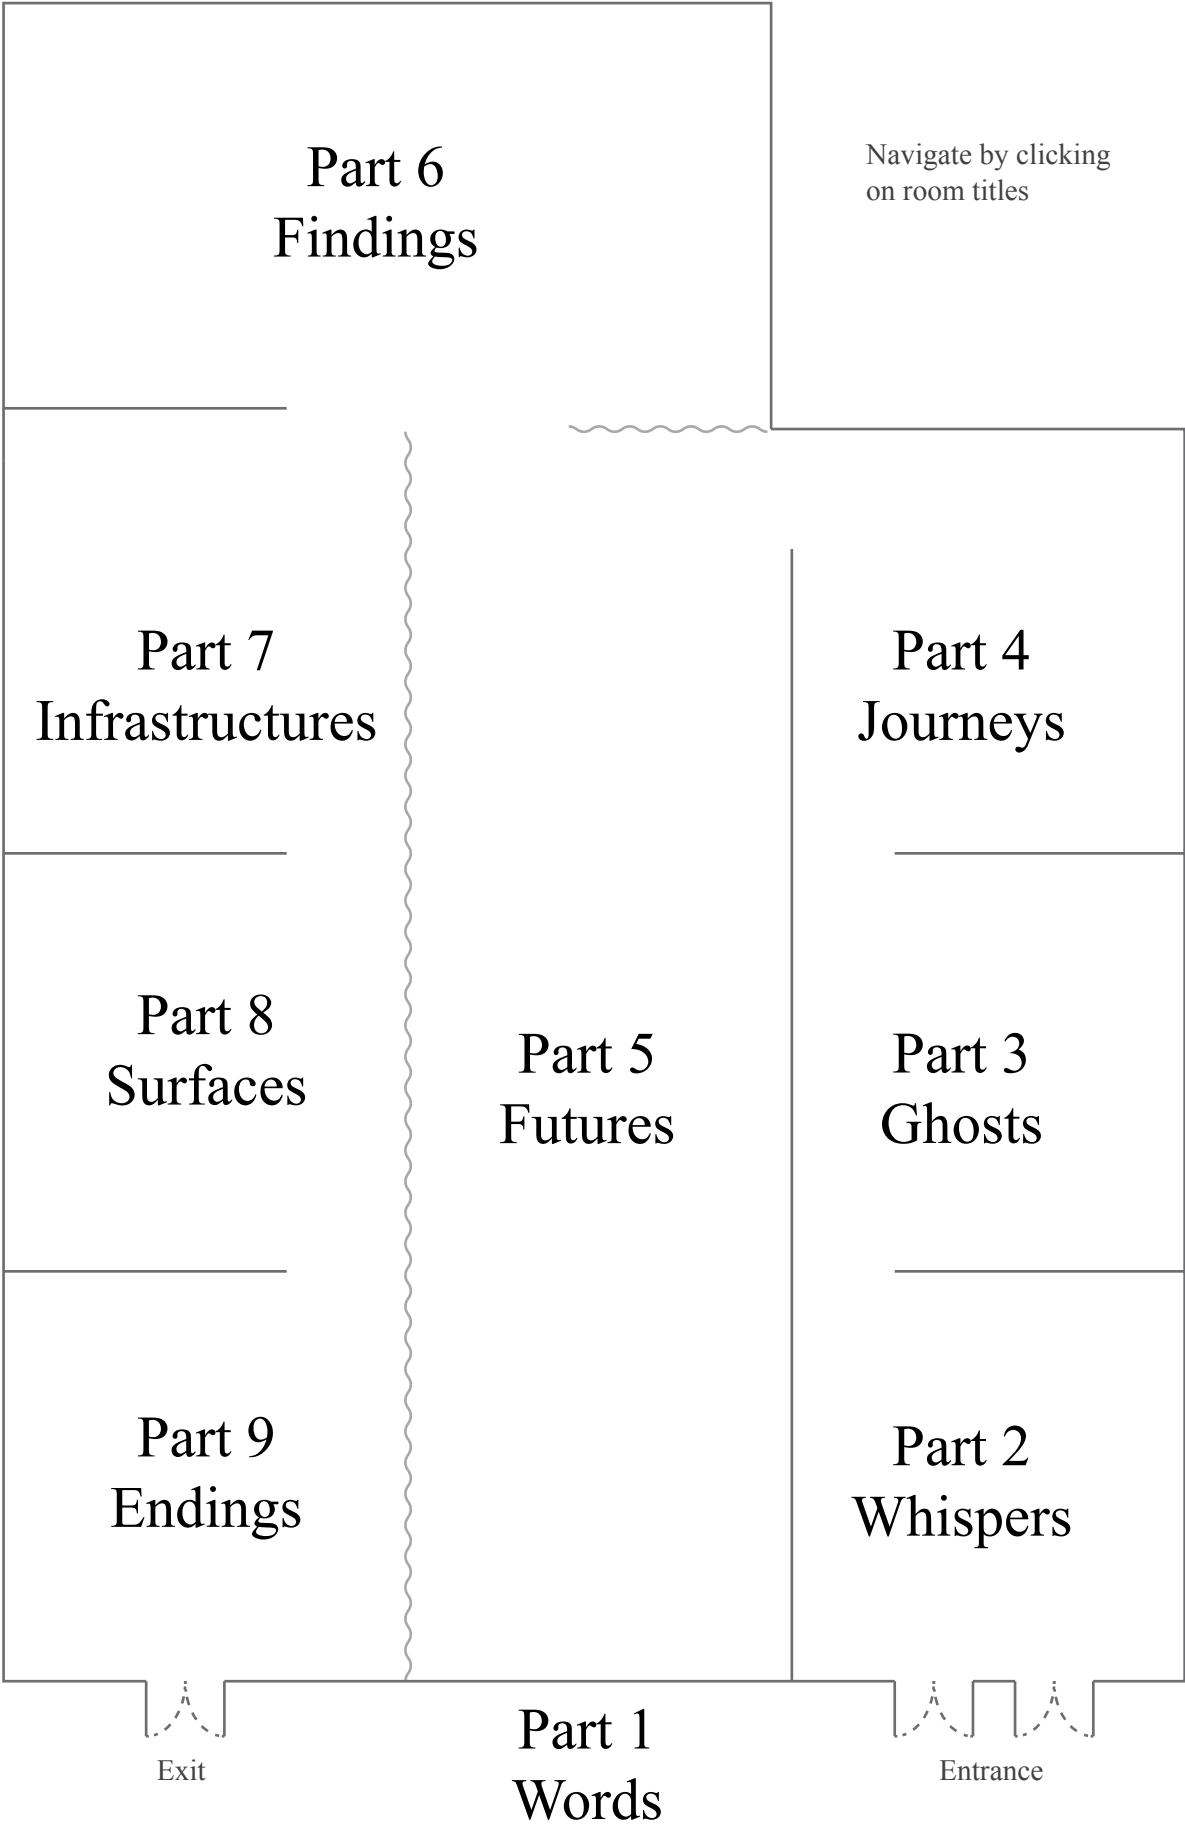 Part 6
Findings
Navigate by clicking
on room titles
Part 7
Infrastructures
Part 4
Journeys
Part 8
Surfaces
Part 5
Futures
Part 3
Ghosts
Part 9
Endings
Part 2
Whispers
Part 1
Words
Exit
Entrance